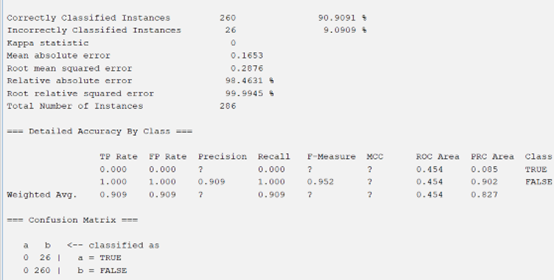 Correctly Classified Instances 260 90.9091 %
Incorrectly Classified Instances 26 9.0909 %
Kappa statistic 0
Mean absolute error 0.1653
Root mean squared error 0.2876
Relative absolute error 98.4631 %
Root relative squared error 99.9945 %
Total Number of Instances 286
=== Detailed Accuracy By Class ===
TP Rate FP Rate Precision Recall F-Measure MCC ROC Area PRC Area Class
0.000 0.000 ? 0.000 ? ? 0.454 0.085 TRUE
1.000 1.000 0.909 1.000 0.952 ? 0.454 0.902 FALSE
Weighted Avg. 0.909 0.909 ? 0.909 ? ? 0.454 0.827
=== Confusion Matrix ===
a b <-- classified as
0 26 | a = TRUE
0 260 | b = FALSE